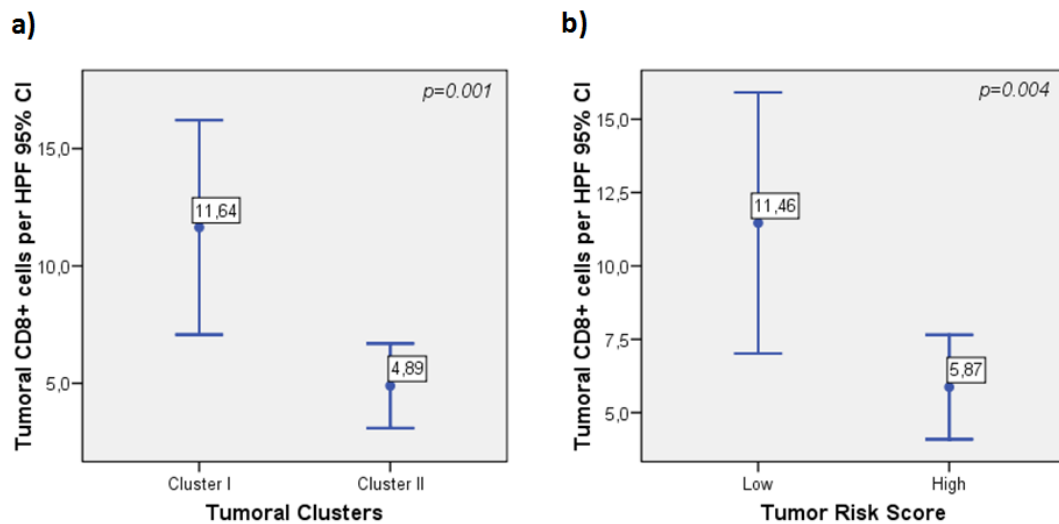 a)
Tumoral CD8+ cells per HPF 95% CI
p=0.001
15,0
10,0
5,0
11,64
4,89
Cluster I
Cluster II
Tumoral Clusters
b)
Tumoral CD8+ cells per HPF 95% CI
p=0.004
15,0
12,5
10,0
7,5
5,0
11,46
5,87
Low
High
Tumor Risk Score